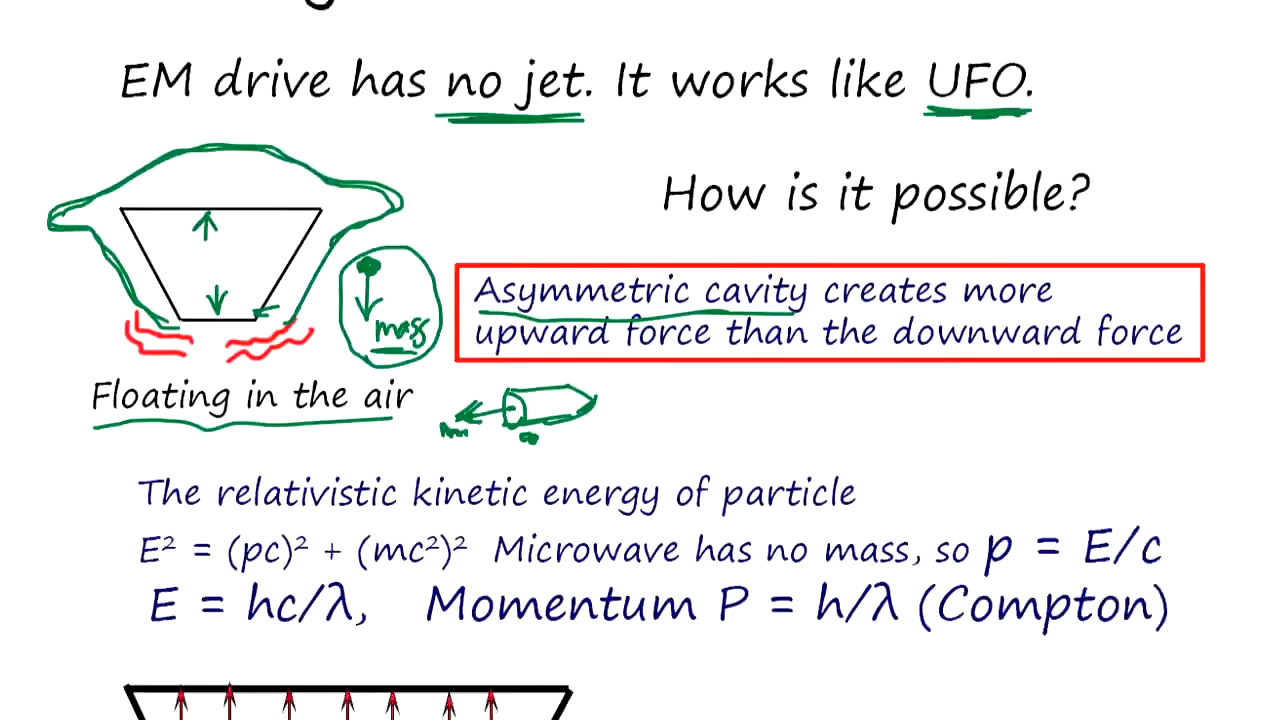 EM drive has no jet. It works like UFO.
How is it possible?
Asymmetric cavity creates more
upward force than the downward force
mass
Floating in the air
The relativistic kinetic energy of particle
E² = (pc)² + (mc²)² Microwave has no mass, so p = E/c
E = hc/λ, Momentum P = h/λ (Compton)